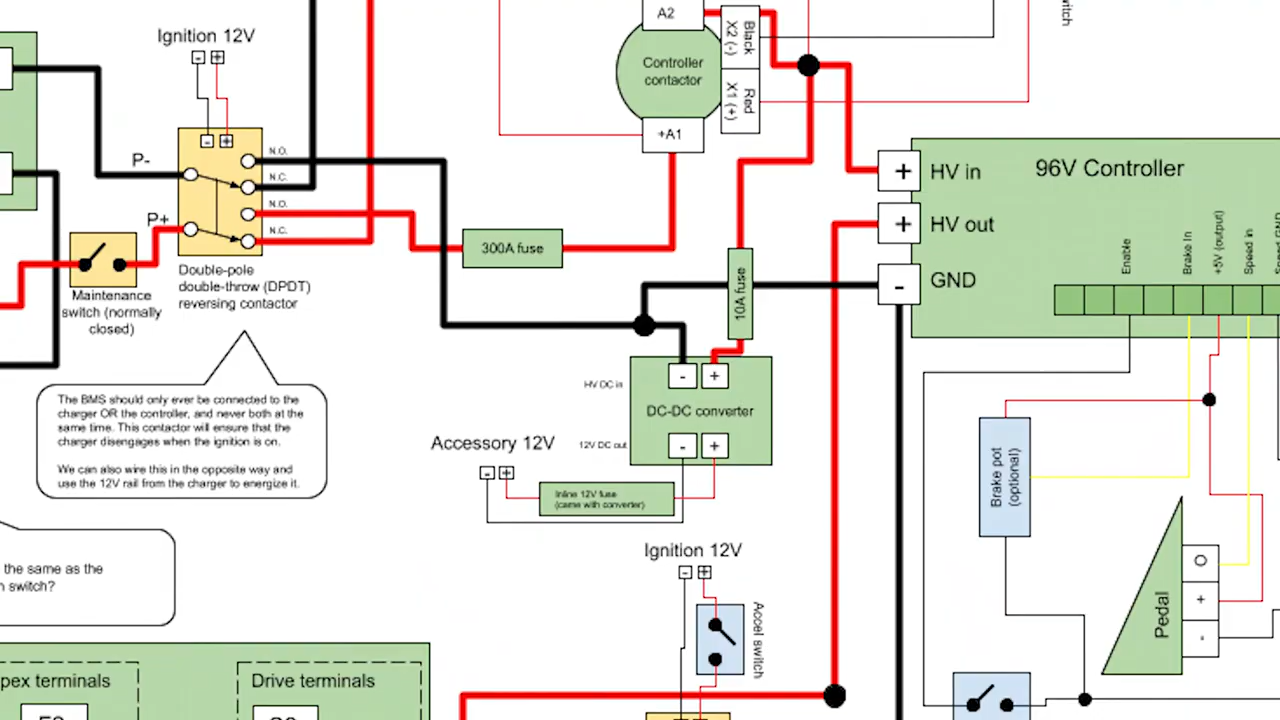 A2
Black
X2 (-)
Red
X1 (+)
Controller
contactor
+A1
witch
Ignition 12V
-
+
-
+
N.O.
N.C.
N.O.
N.C.
P-
P+
Maintenance
switch (normally
closed)
Double-pole
double-throw (DPDT)
reversing contactor
300A fuse
10A fuse
+
HV in
+
HV out
-
GND
96V Controller
Enable
Brake In
+5V (output)
Speed in
Speed GND
The BMS should only ever be connected to the
charger OR the controller, and never both at the
same time. This contactor will ensure that the
charger disengages when the ignition is on.
We can also wire this in the opposite way and
use the 12V rail from the charger to energize it.
HV DC in
-
+
DC-DC converter
12V DC out
-
+
Accessory 12V
-
+
Inline 12V fuse
(came with converter)
Brake pot
(optional)
Pedal
O
+
-
Ignition 12V
-
+
Accel switch
the same as the
switch?
pex terminals
Drive terminals